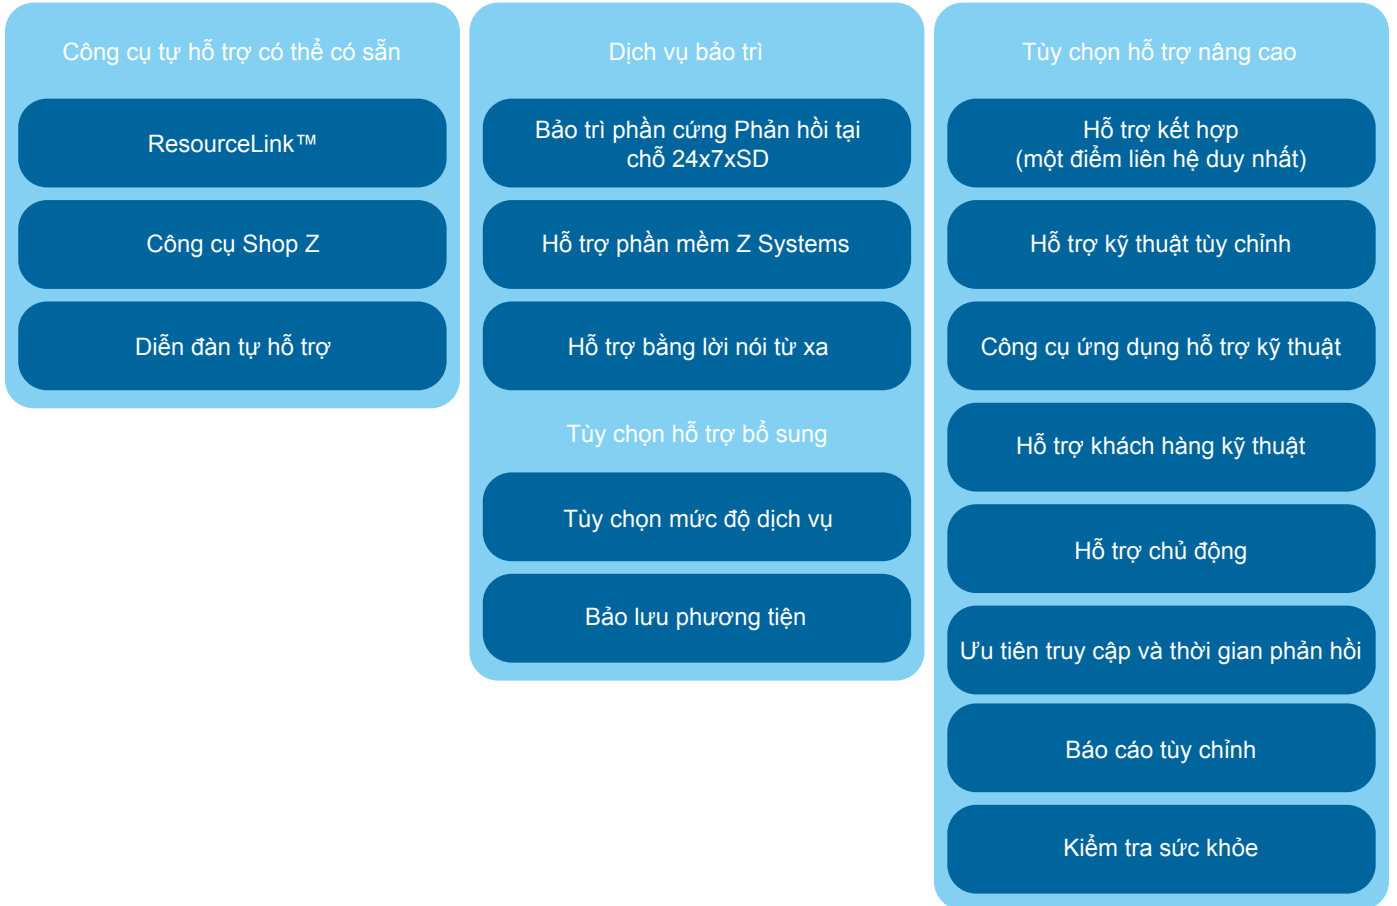 Công cụ tự hỗ trợ có thể có sẵn
ResourceLink™
Công cụ Shop Z
Diễn đàn tự hỗ trợ
Dịch vụ bảo trì
Bảo trì phần cứng Phản hồi tại
chỗ 24x7xSD
Hỗ trợ phần mềm Z Systems
Hỗ trợ bằng lời nói từ xa
Tùy chọn hỗ trợ bổ sung
Tùy chọn mức độ dịch vụ
Bảo lưu phương tiện
Tùy chọn hỗ trợ nâng cao
Hỗ trợ kết hợp
(một điểm liên hệ duy nhất)
Hỗ trợ kỹ thuật tùy chỉnh
Công cụ ứng dụng hỗ trợ kỹ thuật
Hỗ trợ khách hàng kỹ thuật
Hỗ trợ chủ động
Ưu tiên truy cập và thời gian phản hồi
Báo cáo tùy chỉnh
Kiểm tra sức khỏe